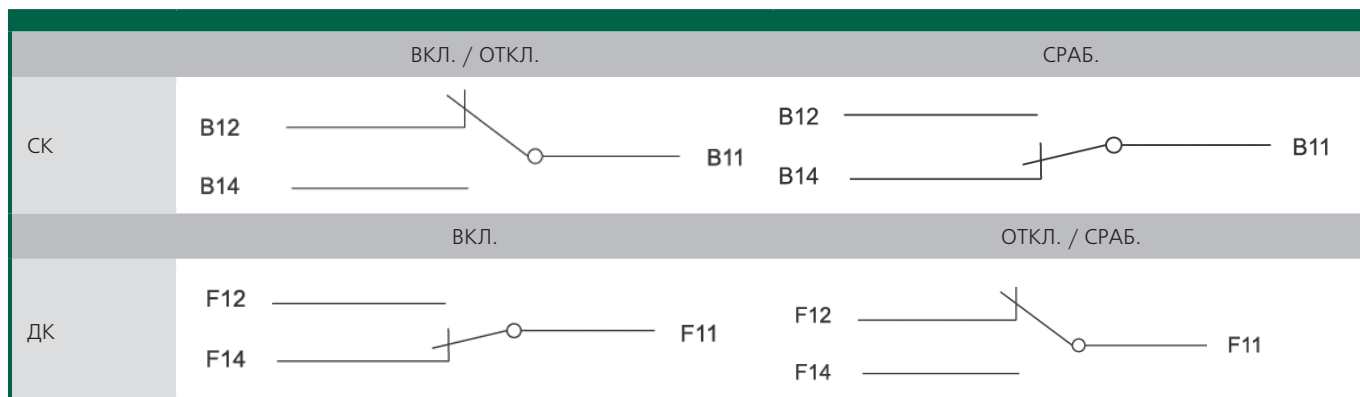 ВКЛ. / ОТКЛ. СРАБ.
СК
B12 B11
B14
B12 B11
B14
ВКЛ. ОТКЛ. / СРАБ.
ДК
F12 F11
F14
F12 F11
F14